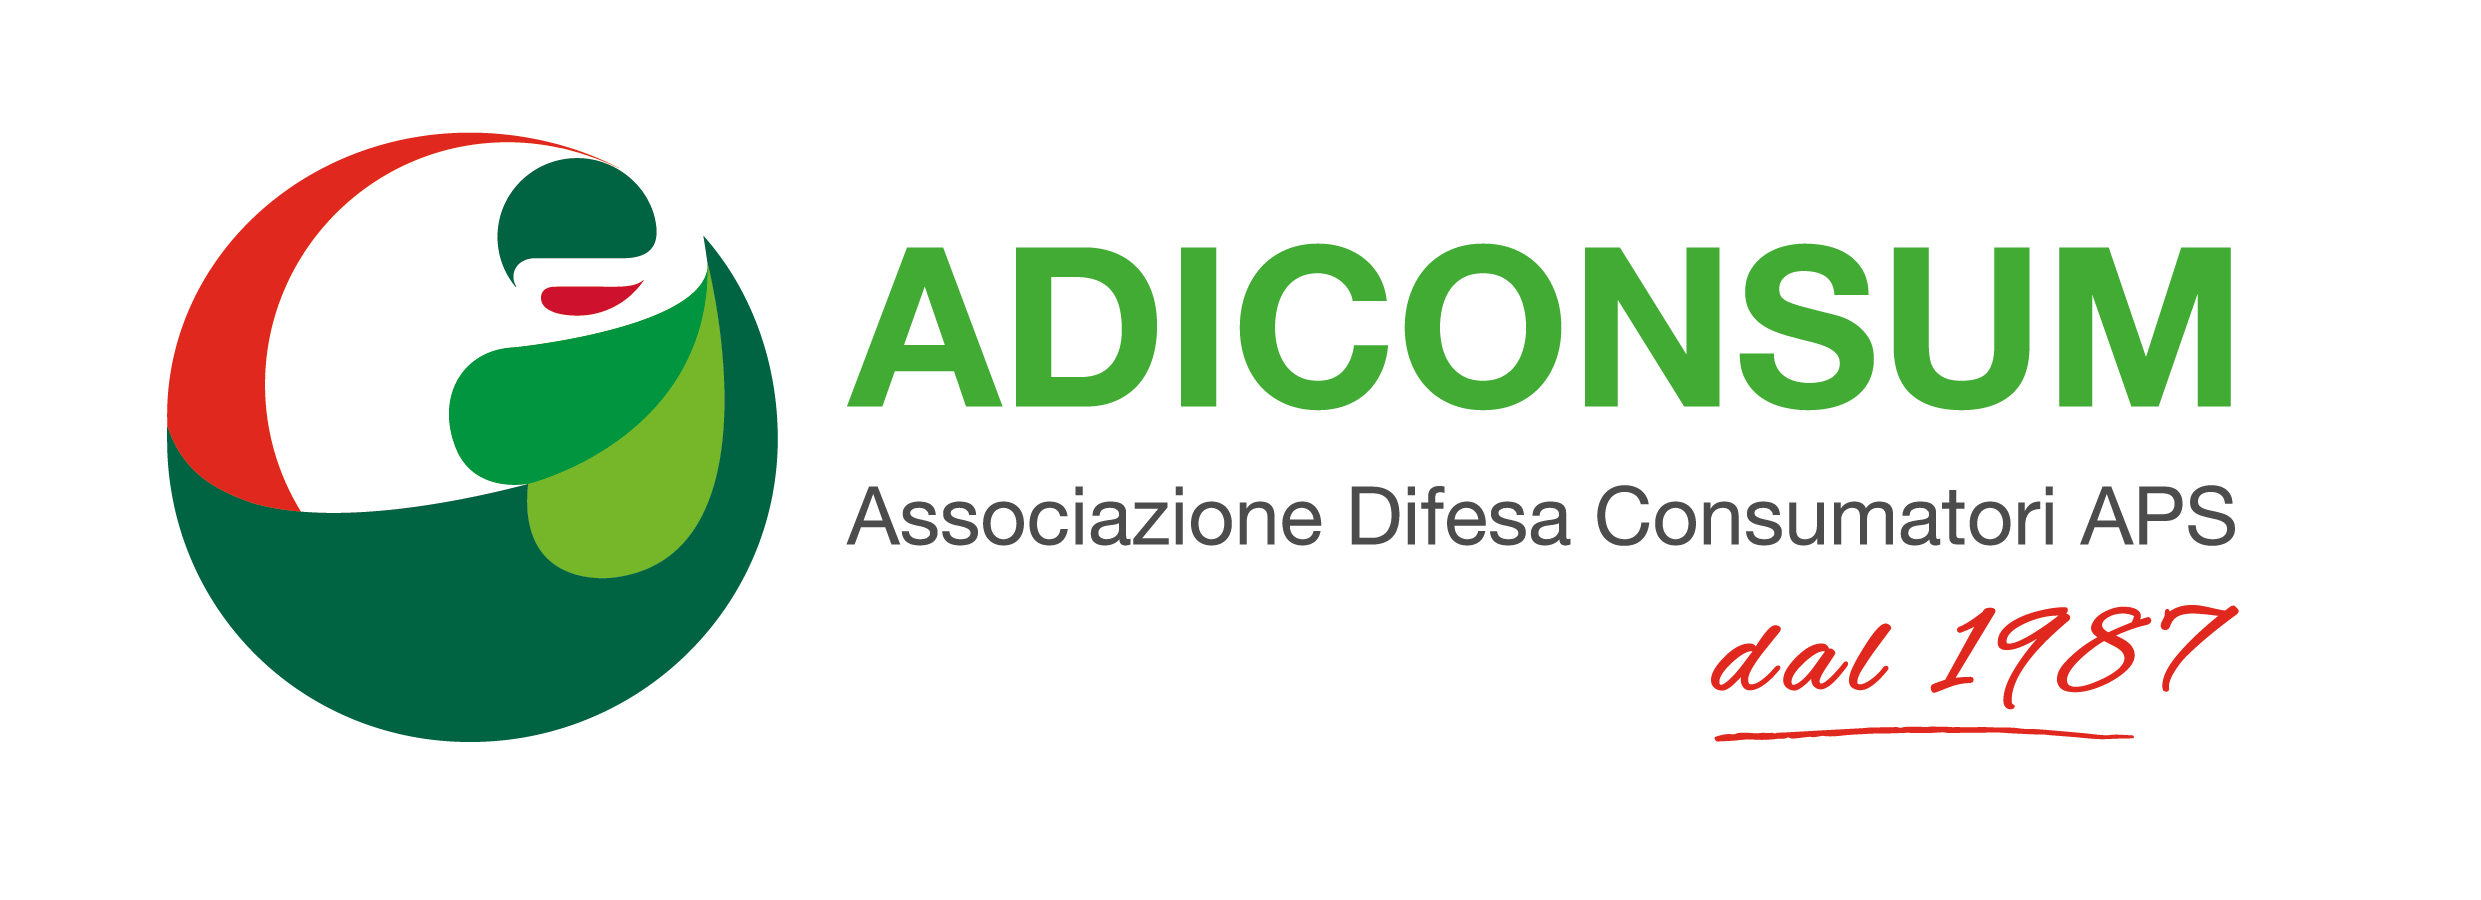 ADICONSUM
Associazione Difesa Consumatori APS
dal 1987